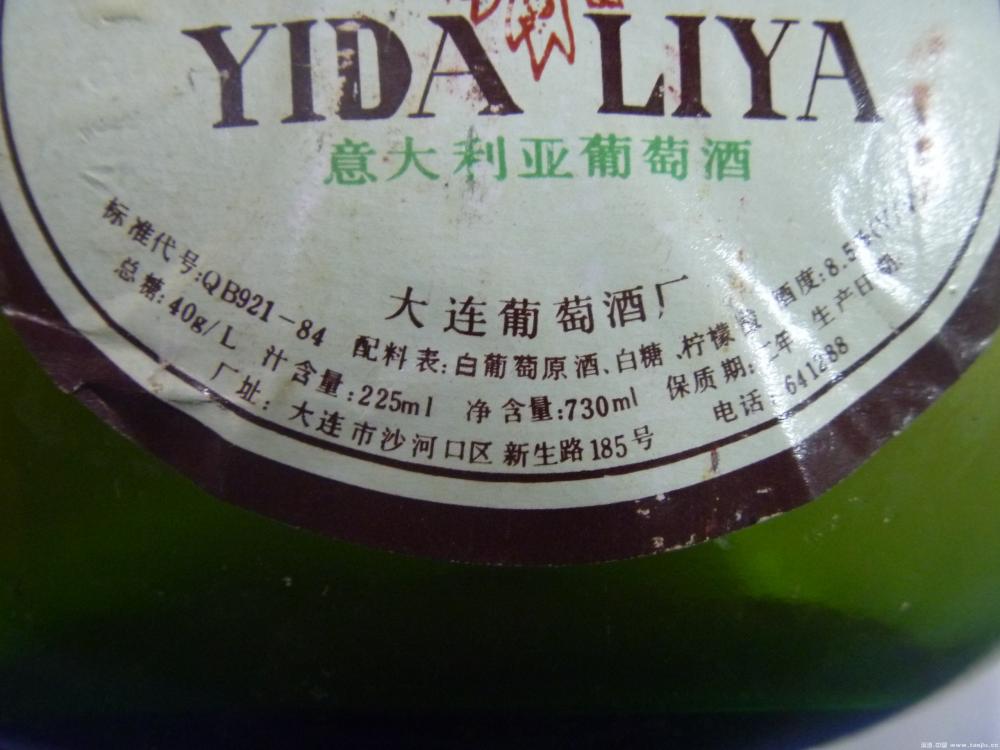 YIDA LIYA
意大利亚葡萄酒
大连葡萄酒厂
标准代号:QB921-84 配料表:白葡萄原酒、白糖、柠檬酸 酒度:8.5%
总糖:40g/L 汁含量:225ml 净含量:730ml 保质期:二年 生产日期
厂址:大连市沙河口区新生路185号 电话:641288